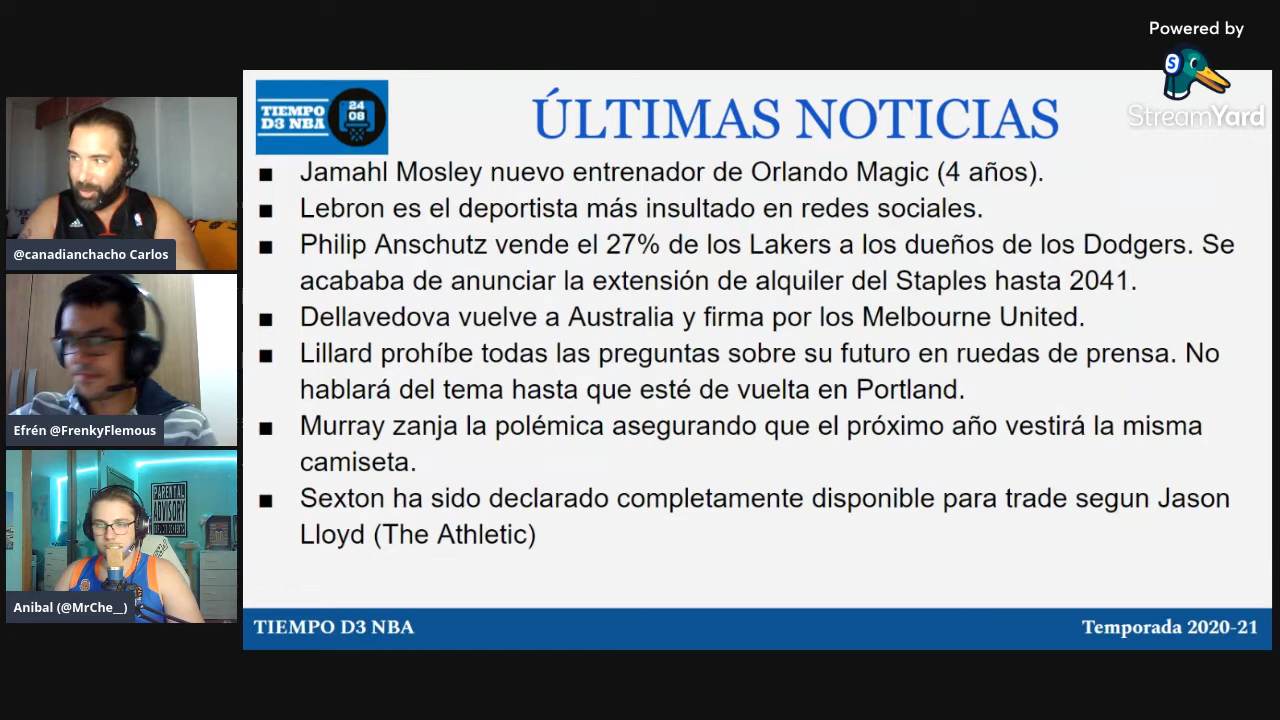 Powered by
StreamYard
TIEMPO
D3 NBA
24
08
ÚLTIMAS NOTICIAS
■ Jamahl Mosley nuevo entrenador de Orlando Magic (4 años).
■ Lebron es el deportista más insultado en redes sociales.
■ Philip Anschutz vende el 27% de los Lakers a los dueños de los Dodgers. Se
acababa de anunciar la extensión de alquiler del Staples hasta 2041.
■ Dellavedova vuelve a Australia y firma por los Melbourne United.
■ Lillard prohíbe todas las preguntas sobre su futuro en ruedas de prensa. No
hablará del tema hasta que esté de vuelta en Portland.
■ Murray zanja la polémica asegurando que el próximo año vestirá la misma
camiseta.
■ Sexton ha sido declarado completamente disponible para trade segun Jason
Lloyd (The Athletic)
@canadianchacho Carlos
Efrén @FrenkyFlemous
PARENTAL
ADVISORY
Anibal (@MrChe__)
TIEMPO D3 NBA
Temporada 2020-21